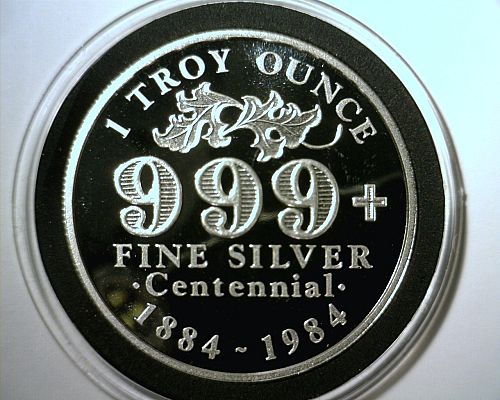 1 TROY OUNCE
999+
FINE SILVER
·Centennial·
1884 - 1984